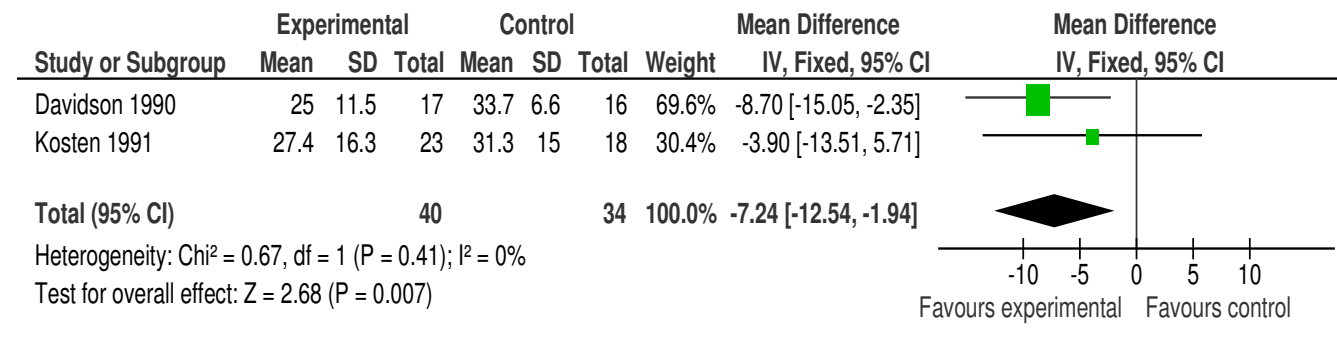 Experimental Control Mean Difference Mean Difference
Study or Subgroup Mean SD Total Mean SD Total Weight IV, Fixed, 95% CI IV, Fixed, 95% CI
Davidson 1990 25 11.5 17 33.7 6.6 16 69.6% -8.70 [-15.05, -2.35]
Kosten 1991 27.4 16.3 23 31.3 15 18 30.4% -3.90 [-13.51, 5.71]
Total (95% CI) 40 34 100.0% -7.24 [-12.54, -1.94]
Heterogeneity: Chi² = 0.67, df = 1 (P = 0.41); I² = 0%
Test for overall effect: Z = 2.68 (P = 0.007)
-10 -5 0 5 10
Favours experimental Favours control